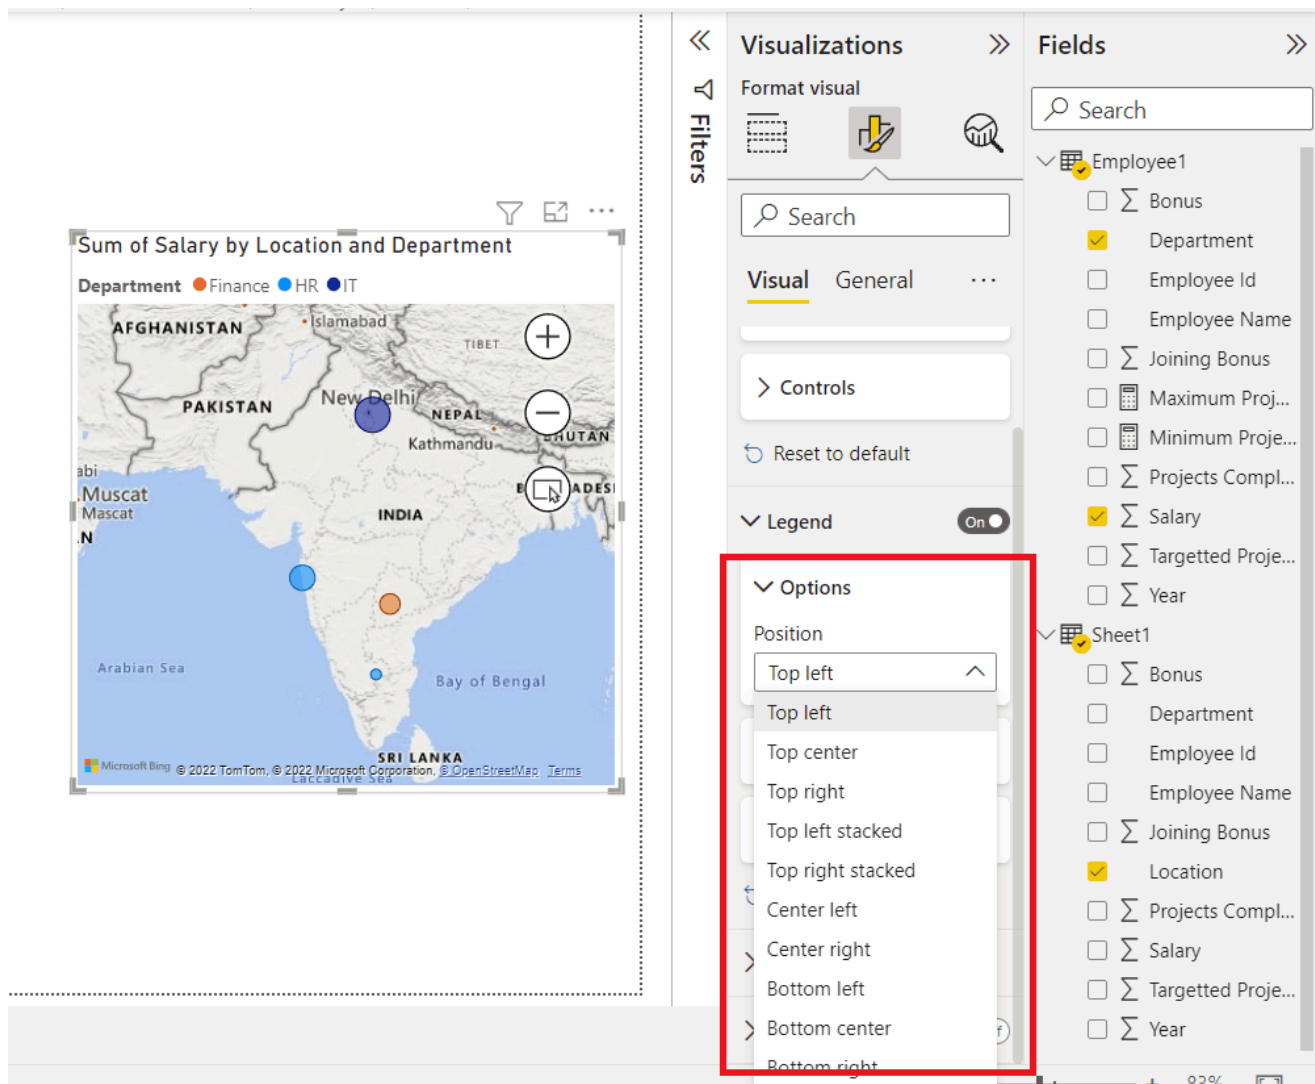 Sum of Salary by Location and Department
Department Finance HR IT
AFGHANISTAN
Islamabad
TIBET
PAKISTAN
New Delhi
NEPAL
Kathmandu
BHUTAN
abi
Muscat
Mascat
N
INDIA
B ADES
Arabian Sea
Bay of Bengal
SRI LANKA
Laccadive Sea
Microsoft Bing © 2022 TomTom, © 2022 Microsoft Corporation, © OpenStreetMap Terms
Filters
Visualizations
Format visual
Search
Visual General ...
Controls
Reset to default
Legend On
Options
Position
Top left
Top left
Top center
Top right
Top left stacked
Top right stacked
Center left
Center right
Bottom left
Bottom center
Bottom right
Fields
Search
Employee1
Bonus
Department
Employee Id
Employee Name
Joining Bonus
Maximum Proj...
Minimum Proje...
Projects Compl...
Salary
Targetted Proje...
Year
Sheet1
Bonus
Department
Employee Id
Employee Name
Joining Bonus
Location
Projects Compl...
Salary
Targetted Proje...
Year
83%